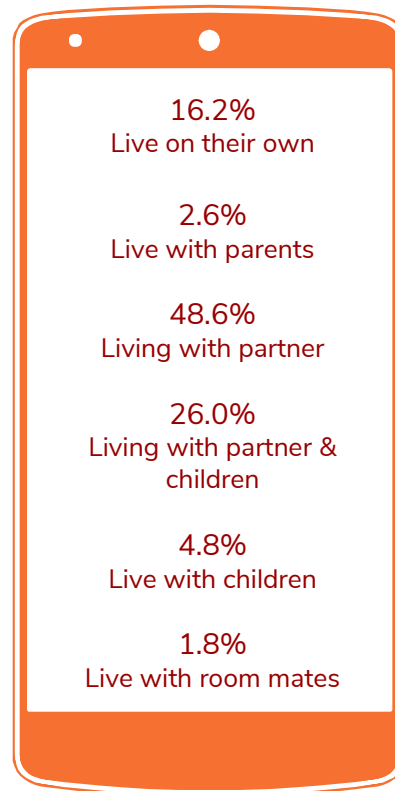 16.2%
Live on their own
2.6%
Live with parents
48.6%
Living with partner
26.0%
Living with partner &
children
4.8%
Live with children
1.8%
Live with room mates